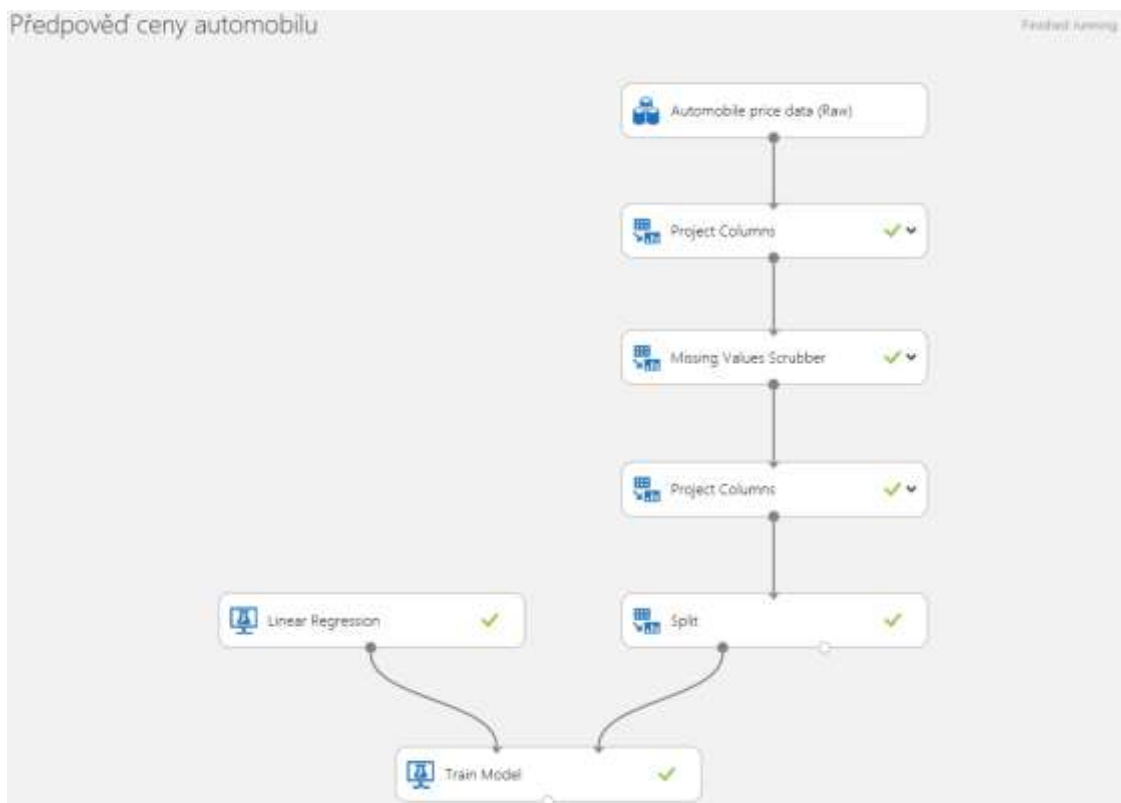 Předpověď ceny automobilu
Finished running
Automobile price data (Raw)
Project Columns
Missing Values Scrubber
Project Columns
Linear Regression
Split
Train Model